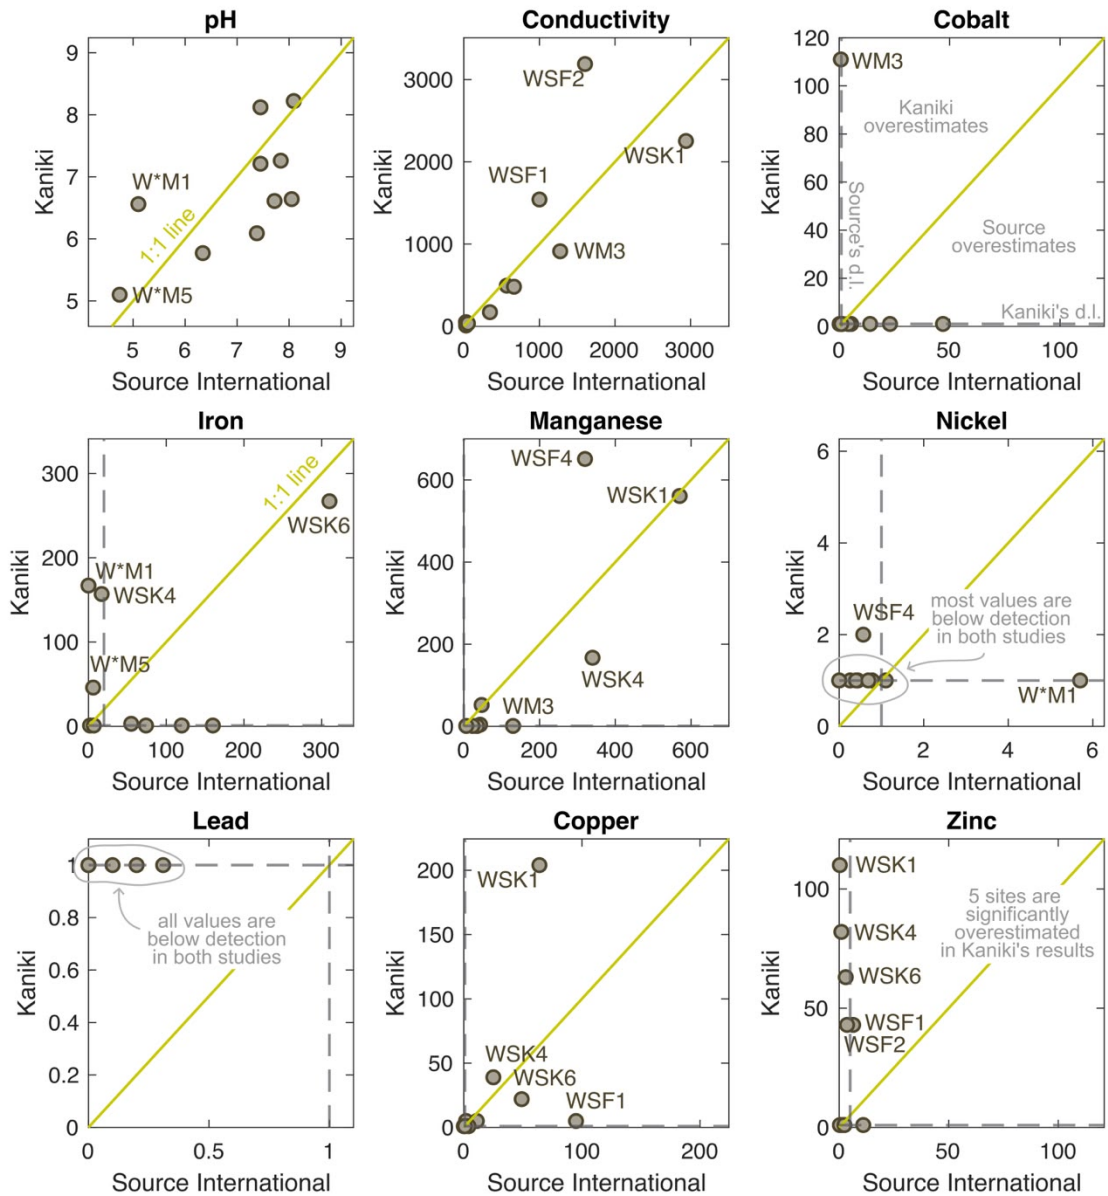 pH
9
8
7
6
5
Kaniki
W*M1
1:1 line
W*M5
5
6
7
8
9
Source International
Conductivity
3000
2000
1000
0
Kaniki
WSF2
WSK1
WSF1
WM3
0
1000
2000
3000
Source International
Cobalt
120
100
80
60
40
20
0
Kaniki
WM3
Kaniki
overestimates
Source's d.l.
Source
overestimates
Kaniki's d.l.
0
50
100
Source International
Iron
300
200
100
0
Kaniki
1:1 line
WSK6
W*M1
WSK4
W*M5
0
100
200
300
Source International
Manganese
600
400
200
0
Kaniki
WSF4
WSK1
WSK4
WM3
0
200
400
600
Source International
Nickel
6
4
2
0
Kaniki
WSF4
most values are
below detection
in both studies
W*M1
0
2
4
6
Source International
Lead
1
0.8
0.6
0.4
0.2
0
Kaniki
all values are
below detection
in both studies
0
0.5
1
Source International
Copper
200
150
100
50
0
Kaniki
WSK1
WSK4
WSK6
WSF1
0
100
200
Source International
Zinc
100
50
0
Kaniki
WSK1
WSK4
WSK6
WSF1
WSF2
5 sites are
significantly
overestimated
in Kaniki's results
0
50
100
Source International